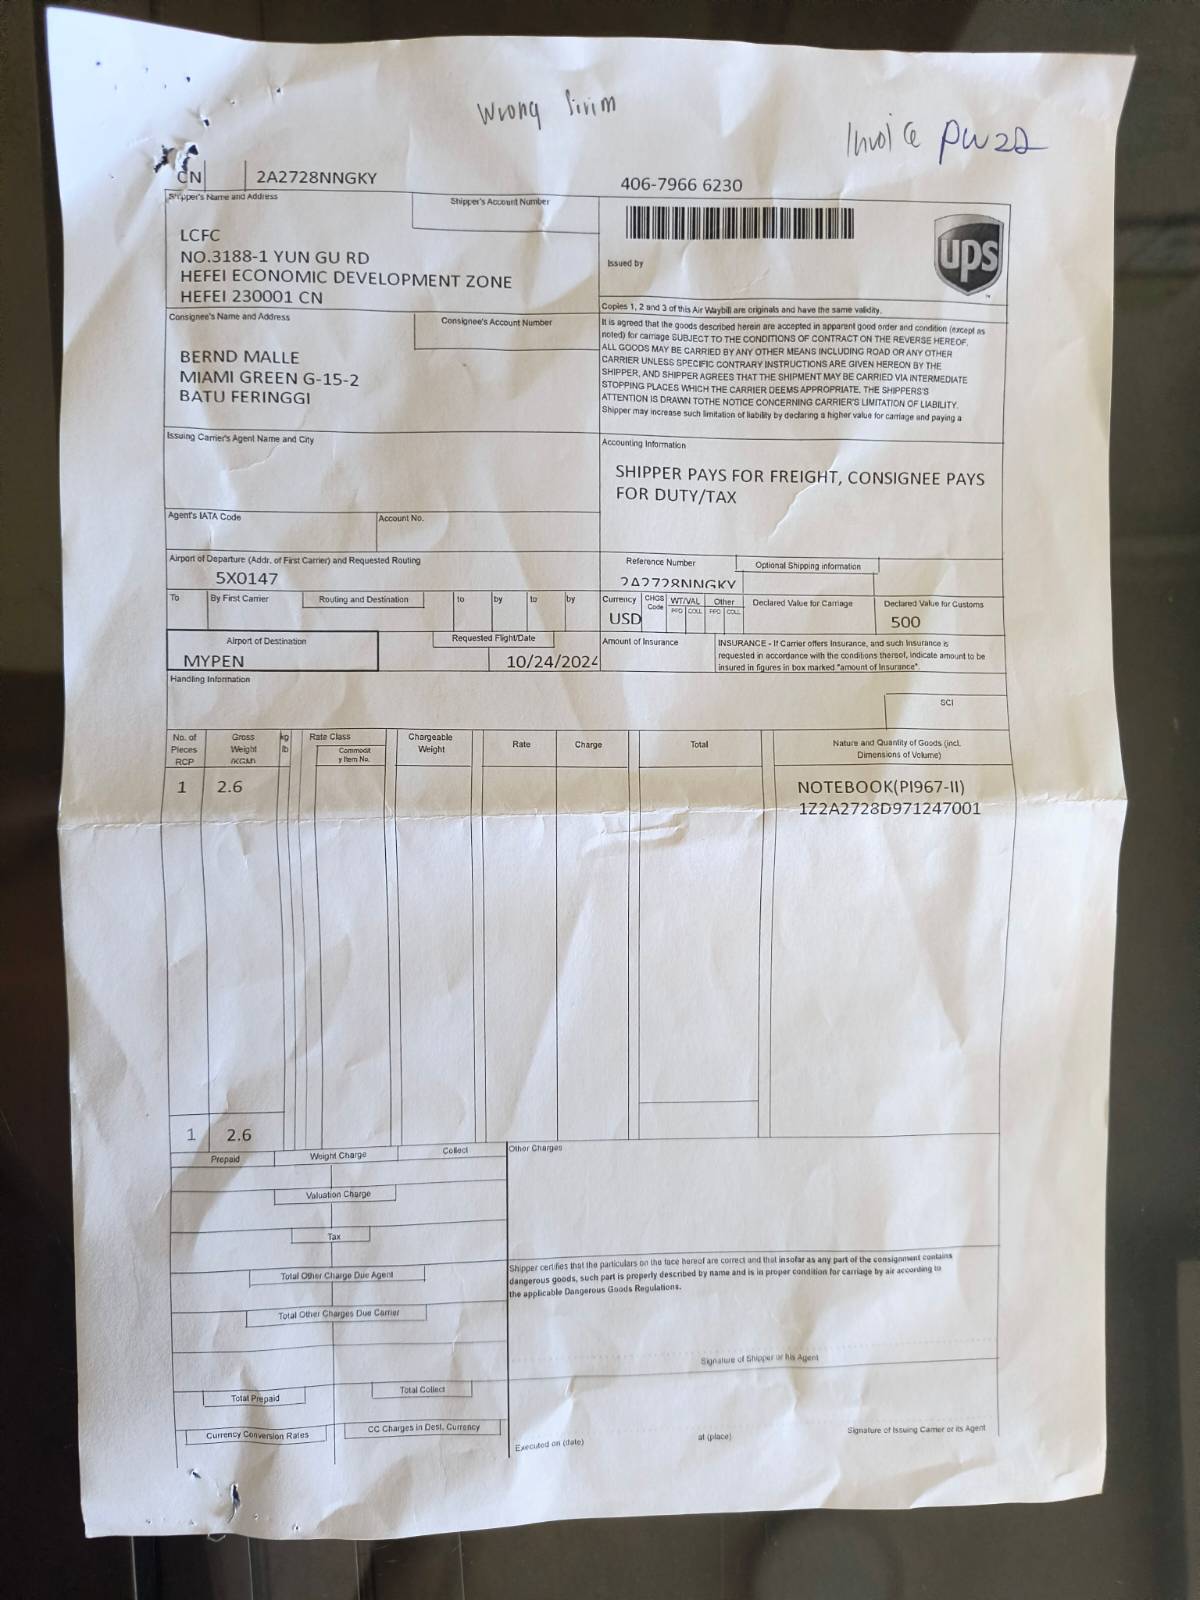 Wrong Sirim
Invoice PW22
CN 2A2728NNGKY 406-7966 6230
Shipper's Name and Address
Shipper's Account Number
LCFC
NO.3188-1 YUN GU RD
HEFEI ECONOMIC DEVELOPMENT ZONE
HEFEI 230001 CN
Issued by
ups
Copies 1, 2 and 3 of this Air Waybill are originals and have the same validity.
Consignee's Name and Address
Consignee's Account Number
BERND MALLE
MIAMI GREEN G-15-2
BATU FERINGGI
It is agreed that the goods described herein are accepted in apparent good order and condition (except as
noted) for carriage SUBJECT TO THE CONDITIONS OF CONTRACT ON THE REVERSE HEREOF.
ALL GOODS MAY BE CARRIED BY ANY OTHER MEANS INCLUDING ROAD OR ANY OTHER
CARRIER UNLESS SPECIFIC CONTRARY INSTRUCTIONS ARE GIVEN HEREON BY THE
SHIPPER, AND SHIPPER AGREES THAT THE SHIPMENT MAY BE CARRIED VIA INTERMEDIATE
STOPPING PLACES WHICH THE CARRIER DEEMS APPROPRIATE. THE SHIPPERS'S
ATTENTION IS DRAWN TOTHE NOTICE CONCERNING CARRIER'S LIMITATION OF LIABILITY.
Shipper may increase such limitation of liability by declaring a higher value for carriage and paying a
Issuing Carrier's Agent Name and City
Accounting Information
SHIPPER PAYS FOR FREIGHT, CONSIGNEE PAYS
FOR DUTY/TAX
Agent's IATA Code
Account No.
Airport of Departure (Addr. of First Carrier) and Requested Routing
5X0147
Reference Number
Optional Shipping information
2A2728NNGKY
To By First Carrier Routing and Destination to by to by
Currency CHGS Code WT/VAL Other Declared Value for Carriage Declared Value for Customs
PPD COLL PPD COLL
USD 500
Airport of Destination
Requested Flight/Date
Amount of Insurance
INSURANCE - If Carrier offers Insurance, and such Insurance is
requested in accordance with the conditions thereof, indicate amount to be
insured in figures in box marked "amount of Insurance".
MYPEN 10/24/2024
Handling Information
SCI
No. of Pieces RCP
Gross Weight (KGM)
kg lb
Rate Class
Commodit y Item No.
Chargeable Weight
Rate
Charge
Total
Nature and Quantity of Goods (incl. Dimensions of Volume)
1 2.6 NOTEBOOK(PI967-II)
1Z2A2728D971247001
1 2.6
Prepaid Weight Charge Collect
Other Charges
Valuation Charge
Tax
Total Other Charge Due Agent
Shipper certifies that the particulars on the face hereof are correct and that insofar as any part of the consignment contains
dangerous goods, such part is properly described by name and is in proper condition for carriage by air according to
the applicable Dangerous Goods Regulations.
Total Other Charges Due Carrier
Signature of Shipper or his Agent
Total Prepaid
Total Collect
Currency Conversion Rates
CC Charges in Dest. Currency
Executed on (date) at (place) Signature of Issuing Carrier or its Agent